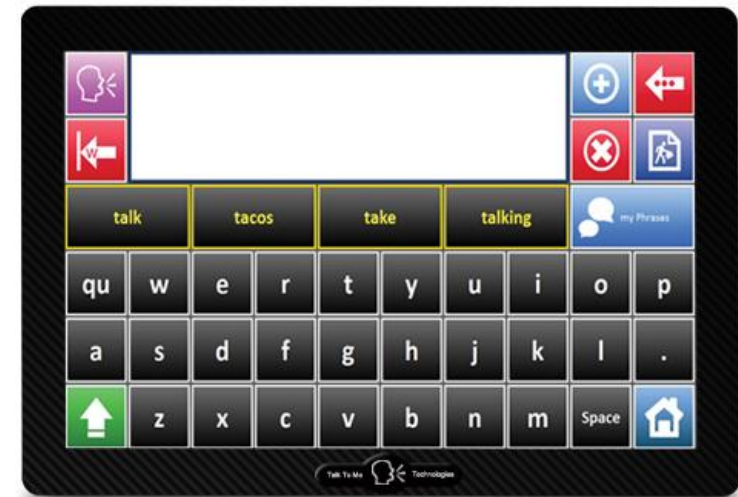 W
talk tacos take talking my Phrases
qu w e r t y u i o p
a s d f g h j k l .
z x c v b n m Space
Talk To Me Technologies